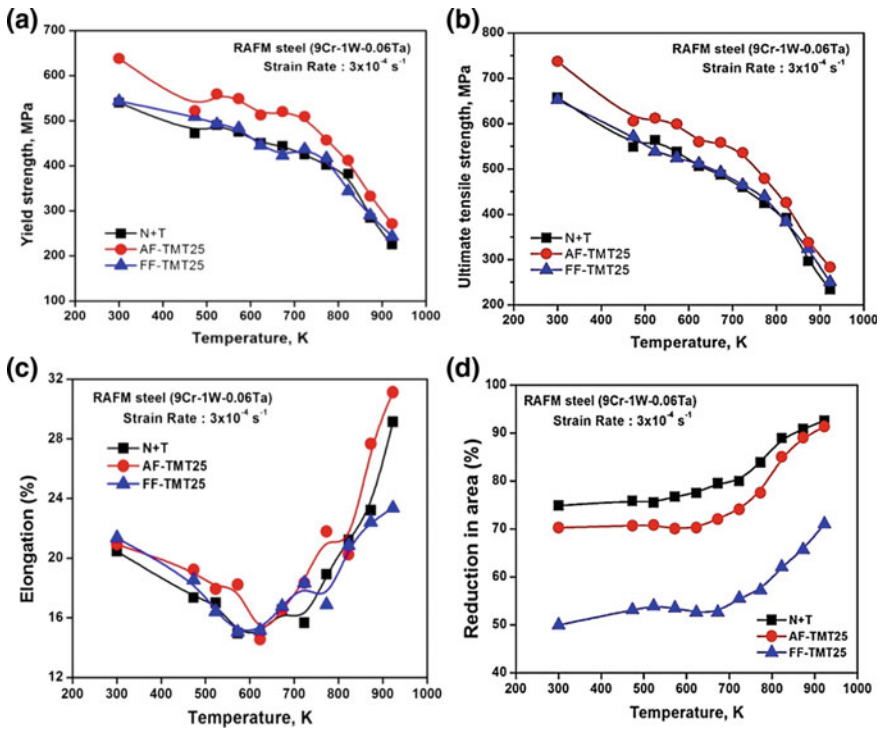 (a)
RAFM steel (9Cr-1W-0.06Ta)
Strain Rate : 3x10⁻⁴ s⁻¹
Yield strength, MPa
700
600
500
400
300
200
100
N+T
AF-TMT25
FF-TMT25
200 300 400 500 600 700 800 900 1000
Temperature, K
(b)
RAFM steel (9Cr-1W-0.06Ta)
Strain Rate : 3x10⁻⁴ s⁻¹
Ultimate tensile strength, MPa
800
750
700
650
600
550
500
450
400
350
300
250
200
N+T
AF-TMT25
FF-TMT25
200 300 400 500 600 700 800 900 1000
Temperature, K
(c)
RAFM steel (9Cr-1W-0.06Ta)
Strain Rate : 3x10⁻⁴ s⁻¹
Elongation (%)
32
28
24
20
16
12
N+T
AF-TMT25
FF-TMT25
200 300 400 500 600 700 800 900 1000
Temperature, K
(d)
RAFM steel (9Cr-1W-0.06Ta)
Strain Rate : 3x10⁻⁴ s⁻¹
Reduction in area (%)
100
90
80
70
60
50
40
N+T
AF-TMT25
FF-TMT25
200 300 400 500 600 700 800 900 1000
Temperature, K